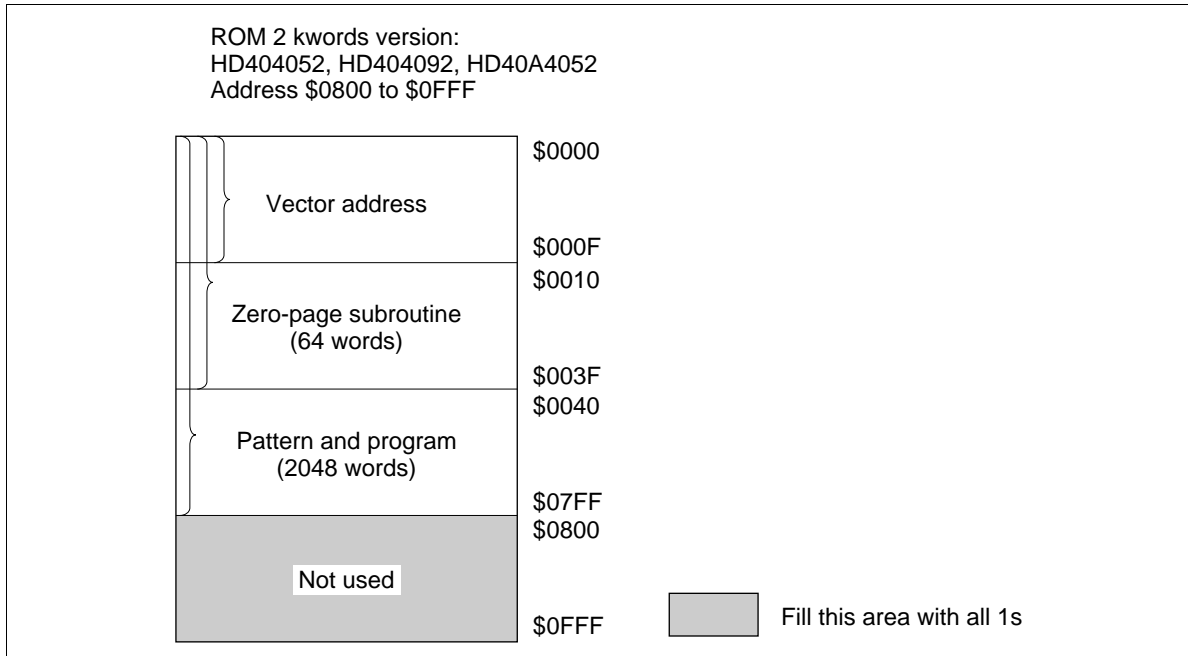 ROM 2 kwords version:
HD404052, HD404092, HD40A4052
Address $0800 to $0FFF
$0000
Vector address
$000F
$0010
Zero-page subroutine
(64 words)
$003F
$0040
Pattern and program
(2048 words)
$07FF
$0800
Not used
$0FFF
Fill this area with all 1s